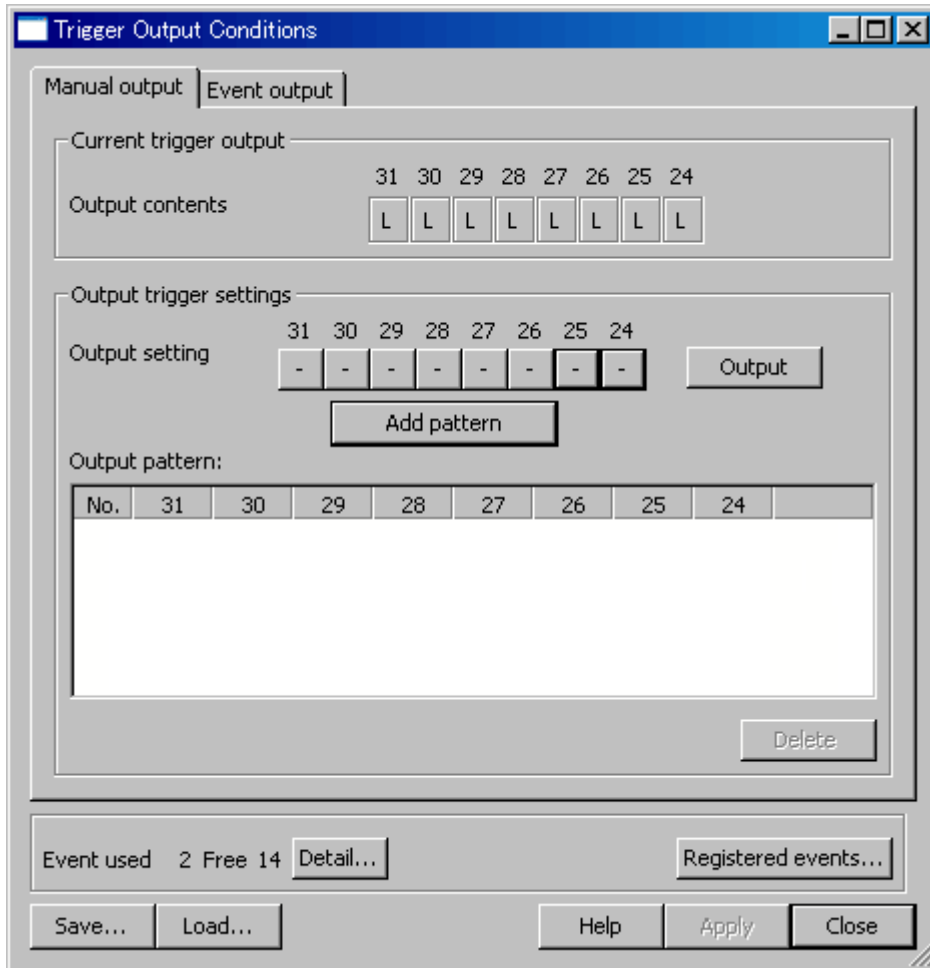 Trigger Output Conditions
Manual output Event output
Current trigger output
31 30 29 28 27 26 25 24
Output contents L L L L L L L L
Output trigger settings
31 30 29 28 27 26 25 24
Output setting - - - - - - - - Output
Add pattern
Output pattern:
No. 31 30 29 28 27 26 25 24
Delete
Event used 2 Free 14 Detail... Registered events...
Save... Load... Help Apply Close